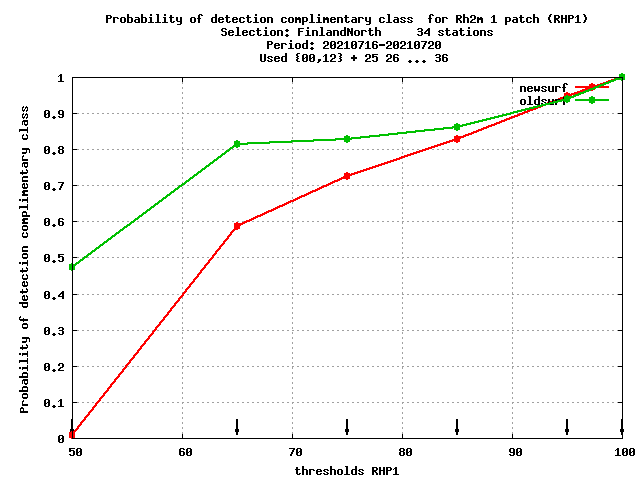 Probability of detection complimentary class  for Rh2m 1 patch (RHP1)
Selection: FinlandNorth     34 stations
Period: 20210716-20210720
Used {00,12} + 25 26 ... 36
newsurf
oldsurf
Probability of detection complimentary class
1
0.9
0.8
0.7
0.6
0.5
0.4
0.3
0.2
0.1
0
50 60 70 80 90 100
thresholds RHP1